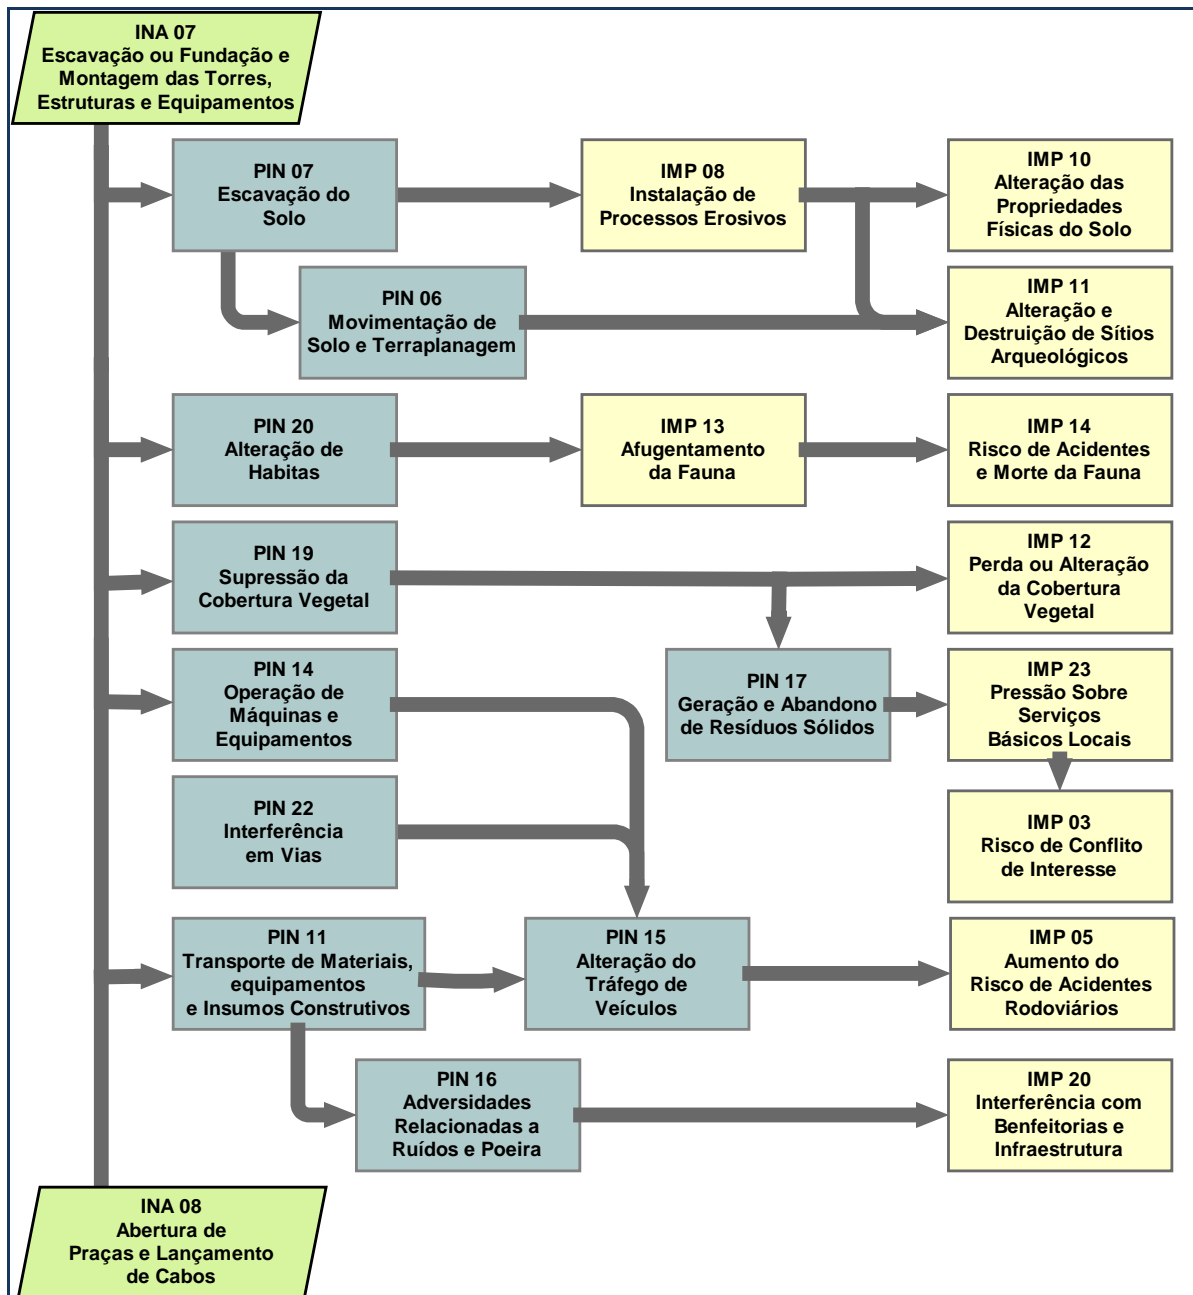 INA 07
Escavação ou Fundação e
Montagem das Torres,
Estruturas e Equipamentos
PIN 07
Escavação do
Solo
IMP 08
Instalação de
Processos Erosivos
IMP 10
Alteração das
Propriedades
Físicas do Solo
PIN 06
Movimentação de
Solo e Terraplanagem
IMP 11
Alteração e
Destruição de Sítios
Arqueológicos
PIN 20
Alteração de
Habitas
IMP 13
Afugentamento
da Fauna
IMP 14
Risco de Acidentes
e Morte da Fauna
PIN 19
Supressão da
Cobertura Vegetal
IMP 12
Perda ou Alteração
da Cobertura
Vegetal
PIN 14
Operação de
Máquinas e
Equipamentos
PIN 17
Geração e Abandono
de Resíduos Sólidos
IMP 23
Pressão Sobre
Serviços
Básicos Locais
PIN 22
Interferência
em Vias
IMP 03
Risco de Conflito
de Interesse
PIN 11
Transporte de Materiais,
equipamentos
e Insumos Construtivos
PIN 15
Alteração do
Tráfego de
Veículos
IMP 05
Aumento do
Risco de Acidentes
Rodoviários
PIN 16
Adversidades
Relacionadas a
Ruídos e Poeira
IMP 20
Interferência com
Benfeitorias e
Infraestrutura
INA 08
Abertura de
Praças e Lançamento
de Cabos